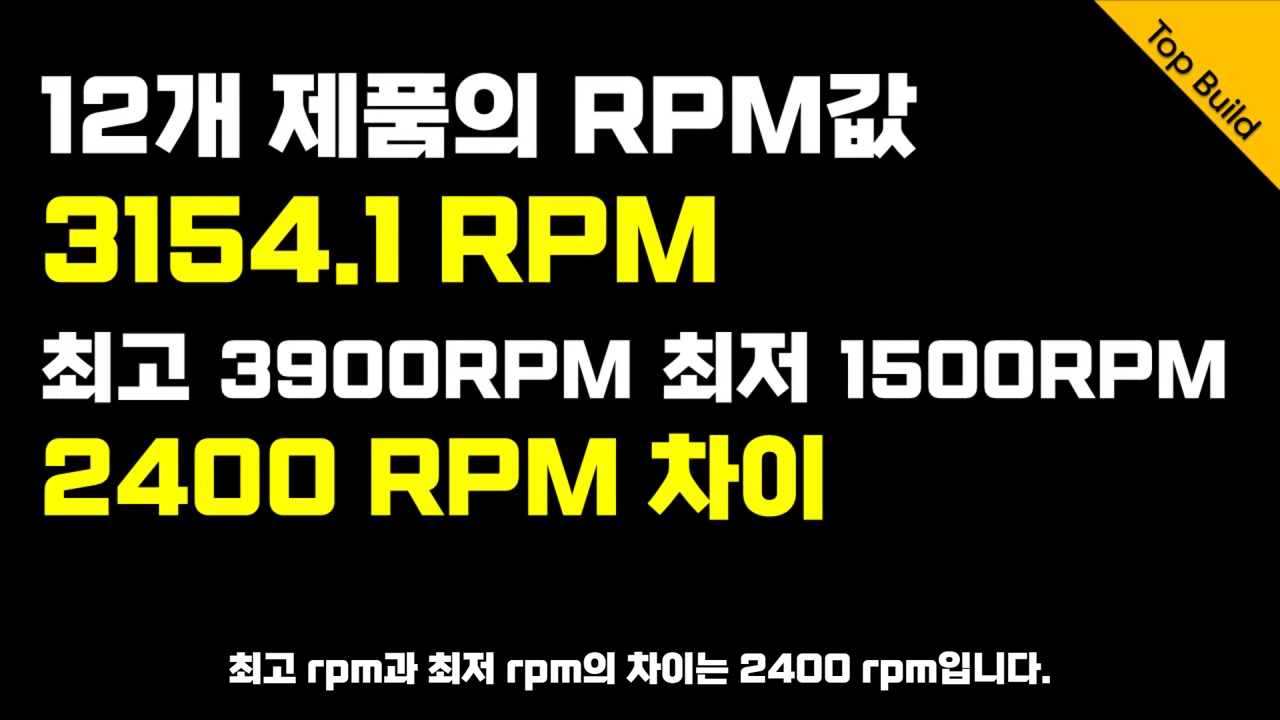 Top Build
12개 제품의 RPM값
3154.1 RPM
최고 3900RPM 최저 1500RPM
2400 RPM 차이
최고 rpm과 최저 rpm의 차이는 2400 rpm입니다.